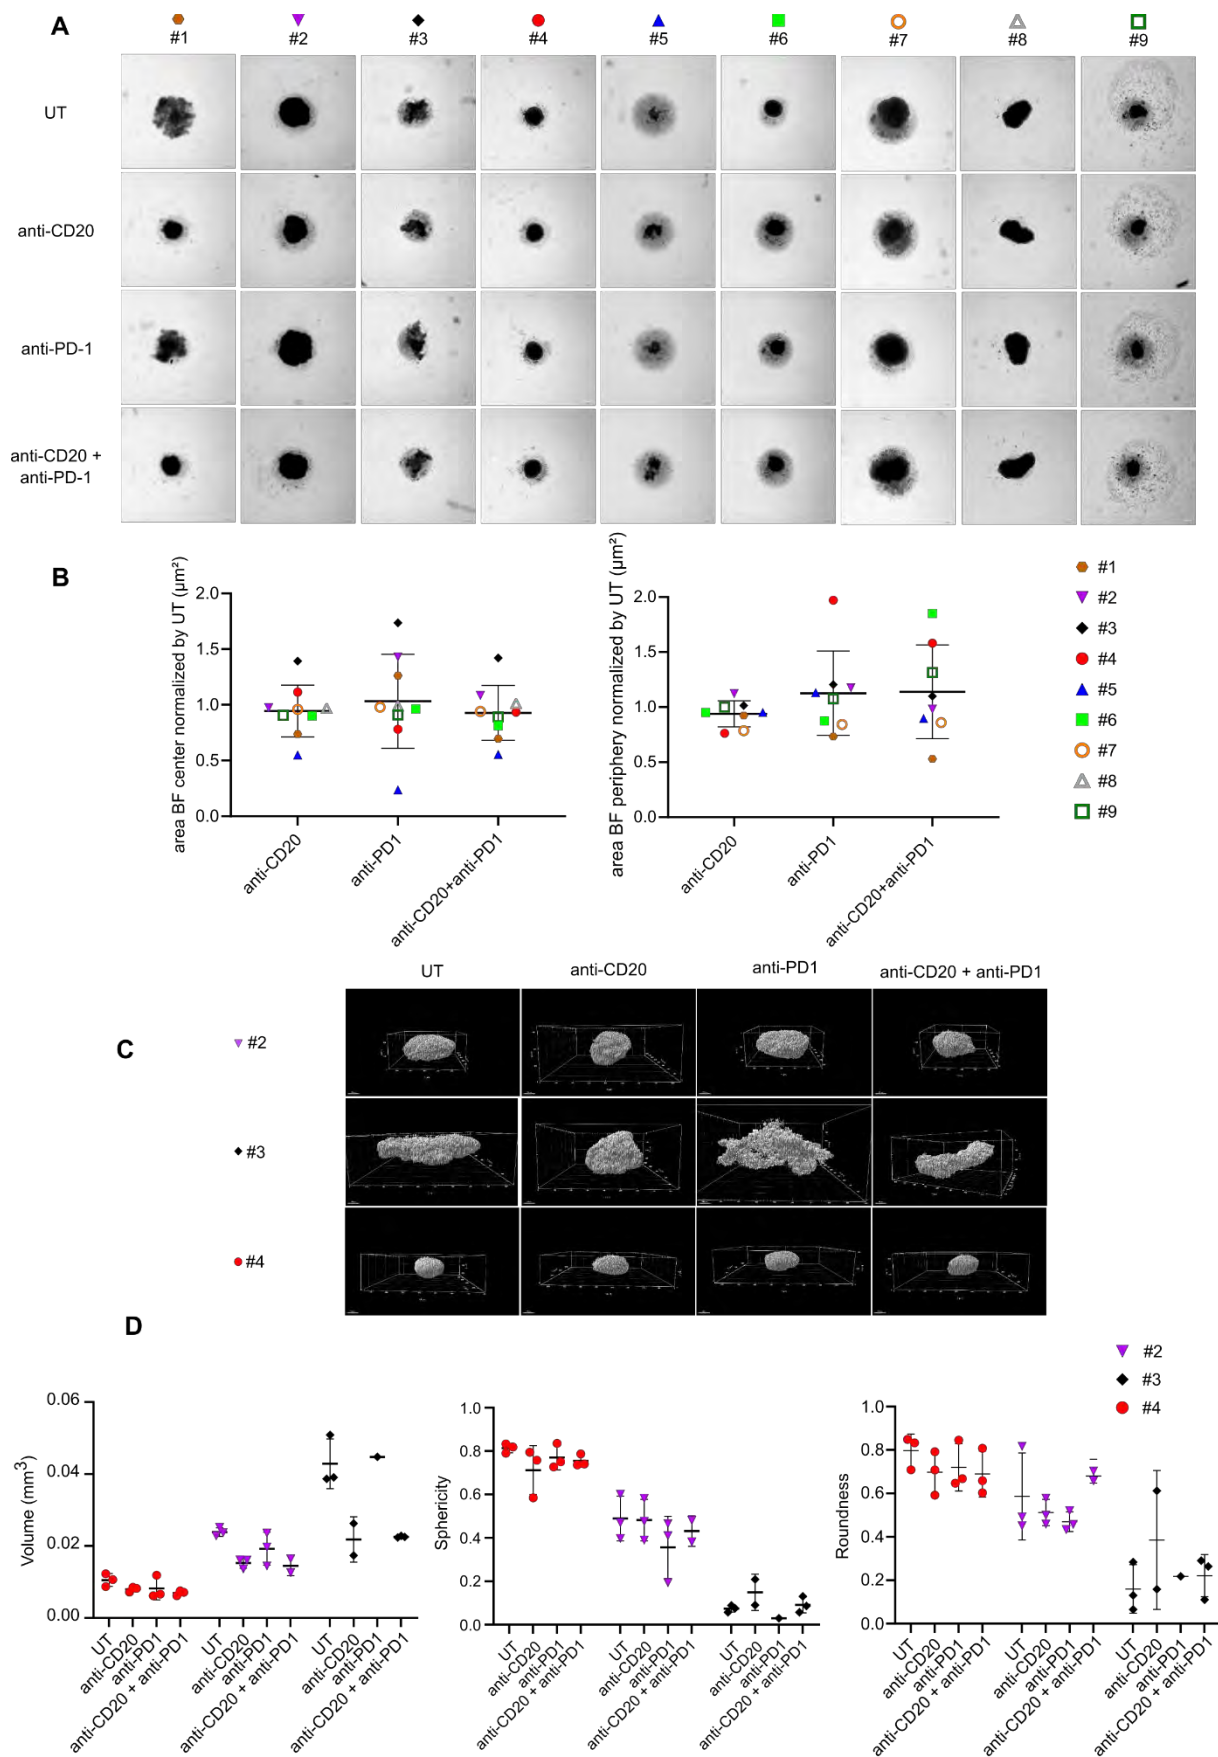 A
#1 #2 #3 #4 #5 #6 #7 #8 #9
UT
anti-CD20
anti-PD-1
anti-CD20 +
anti-PD-1
B
area BF center normalized by UT (µm²)
2.0
1.5
1.0
0.5
0.0
anti-CD20
anti-PD1
anti-CD20+anti-PD1
area BF periphery normalized by UT (µm²)
2.0
1.5
1.0
0.5
0.0
anti-CD20
anti-PD1
anti-CD20+anti-PD1
#1
#2
#3
#4
#5
#6
#7
#8
#9
C
UT anti-CD20 anti-PD1 anti-CD20 + anti-PD1
#2
#3
#4
D
#2
#3
#4
Volume (mm³)
0.06
0.04
0.02
0.00
UT
anti-CD20
anti-PD1
anti-CD20 + anti-PD1
UT
anti-CD20
anti-PD1
anti-CD20 + anti-PD1
UT
anti-CD20
anti-PD1
anti-CD20 + anti-PD1
Sphericity
1.0
0.8
0.6
0.4
0.2
0.0
UT
anti-CD20
anti-PD1
anti-CD20 + anti-PD1
UT
anti-CD20
anti-PD1
anti-CD20 + anti-PD1
UT
anti-CD20
anti-PD1
anti-CD20 + anti-PD1
Roundness
1.0
0.8
0.6
0.4
0.2
0.0
UT
anti-CD20
anti-PD1
anti-CD20 + anti-PD1
UT
anti-CD20
anti-PD1
anti-CD20 + anti-PD1
UT
anti-CD20
anti-PD1
anti-CD20 + anti-PD1